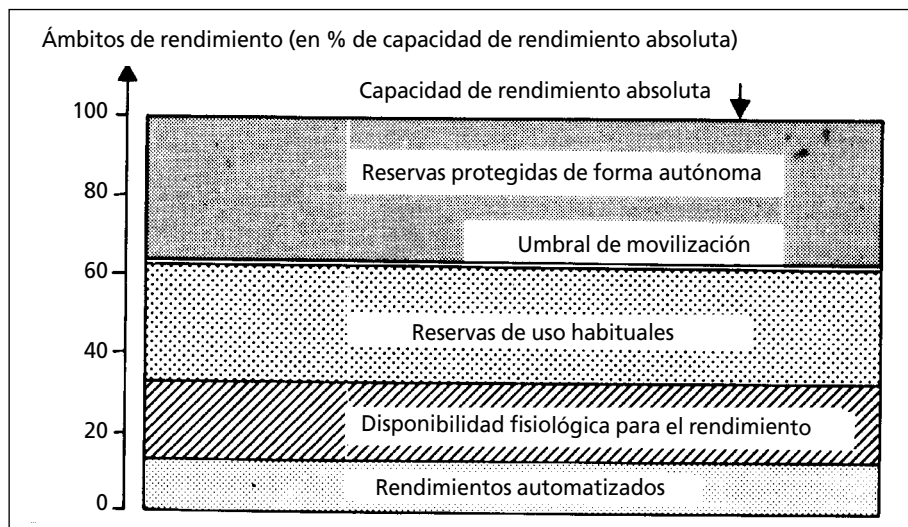 Ámbitos de rendimiento (en % de capacidad de rendimiento absoluta)
Capacidad de rendimiento absoluta
100
Reservas protegidas de forma autónoma
80
Umbral de movilización
60
Reservas de uso habituales
40
Disponibilidad fisiológica para el rendimiento
20
Rendimientos automatizados
0